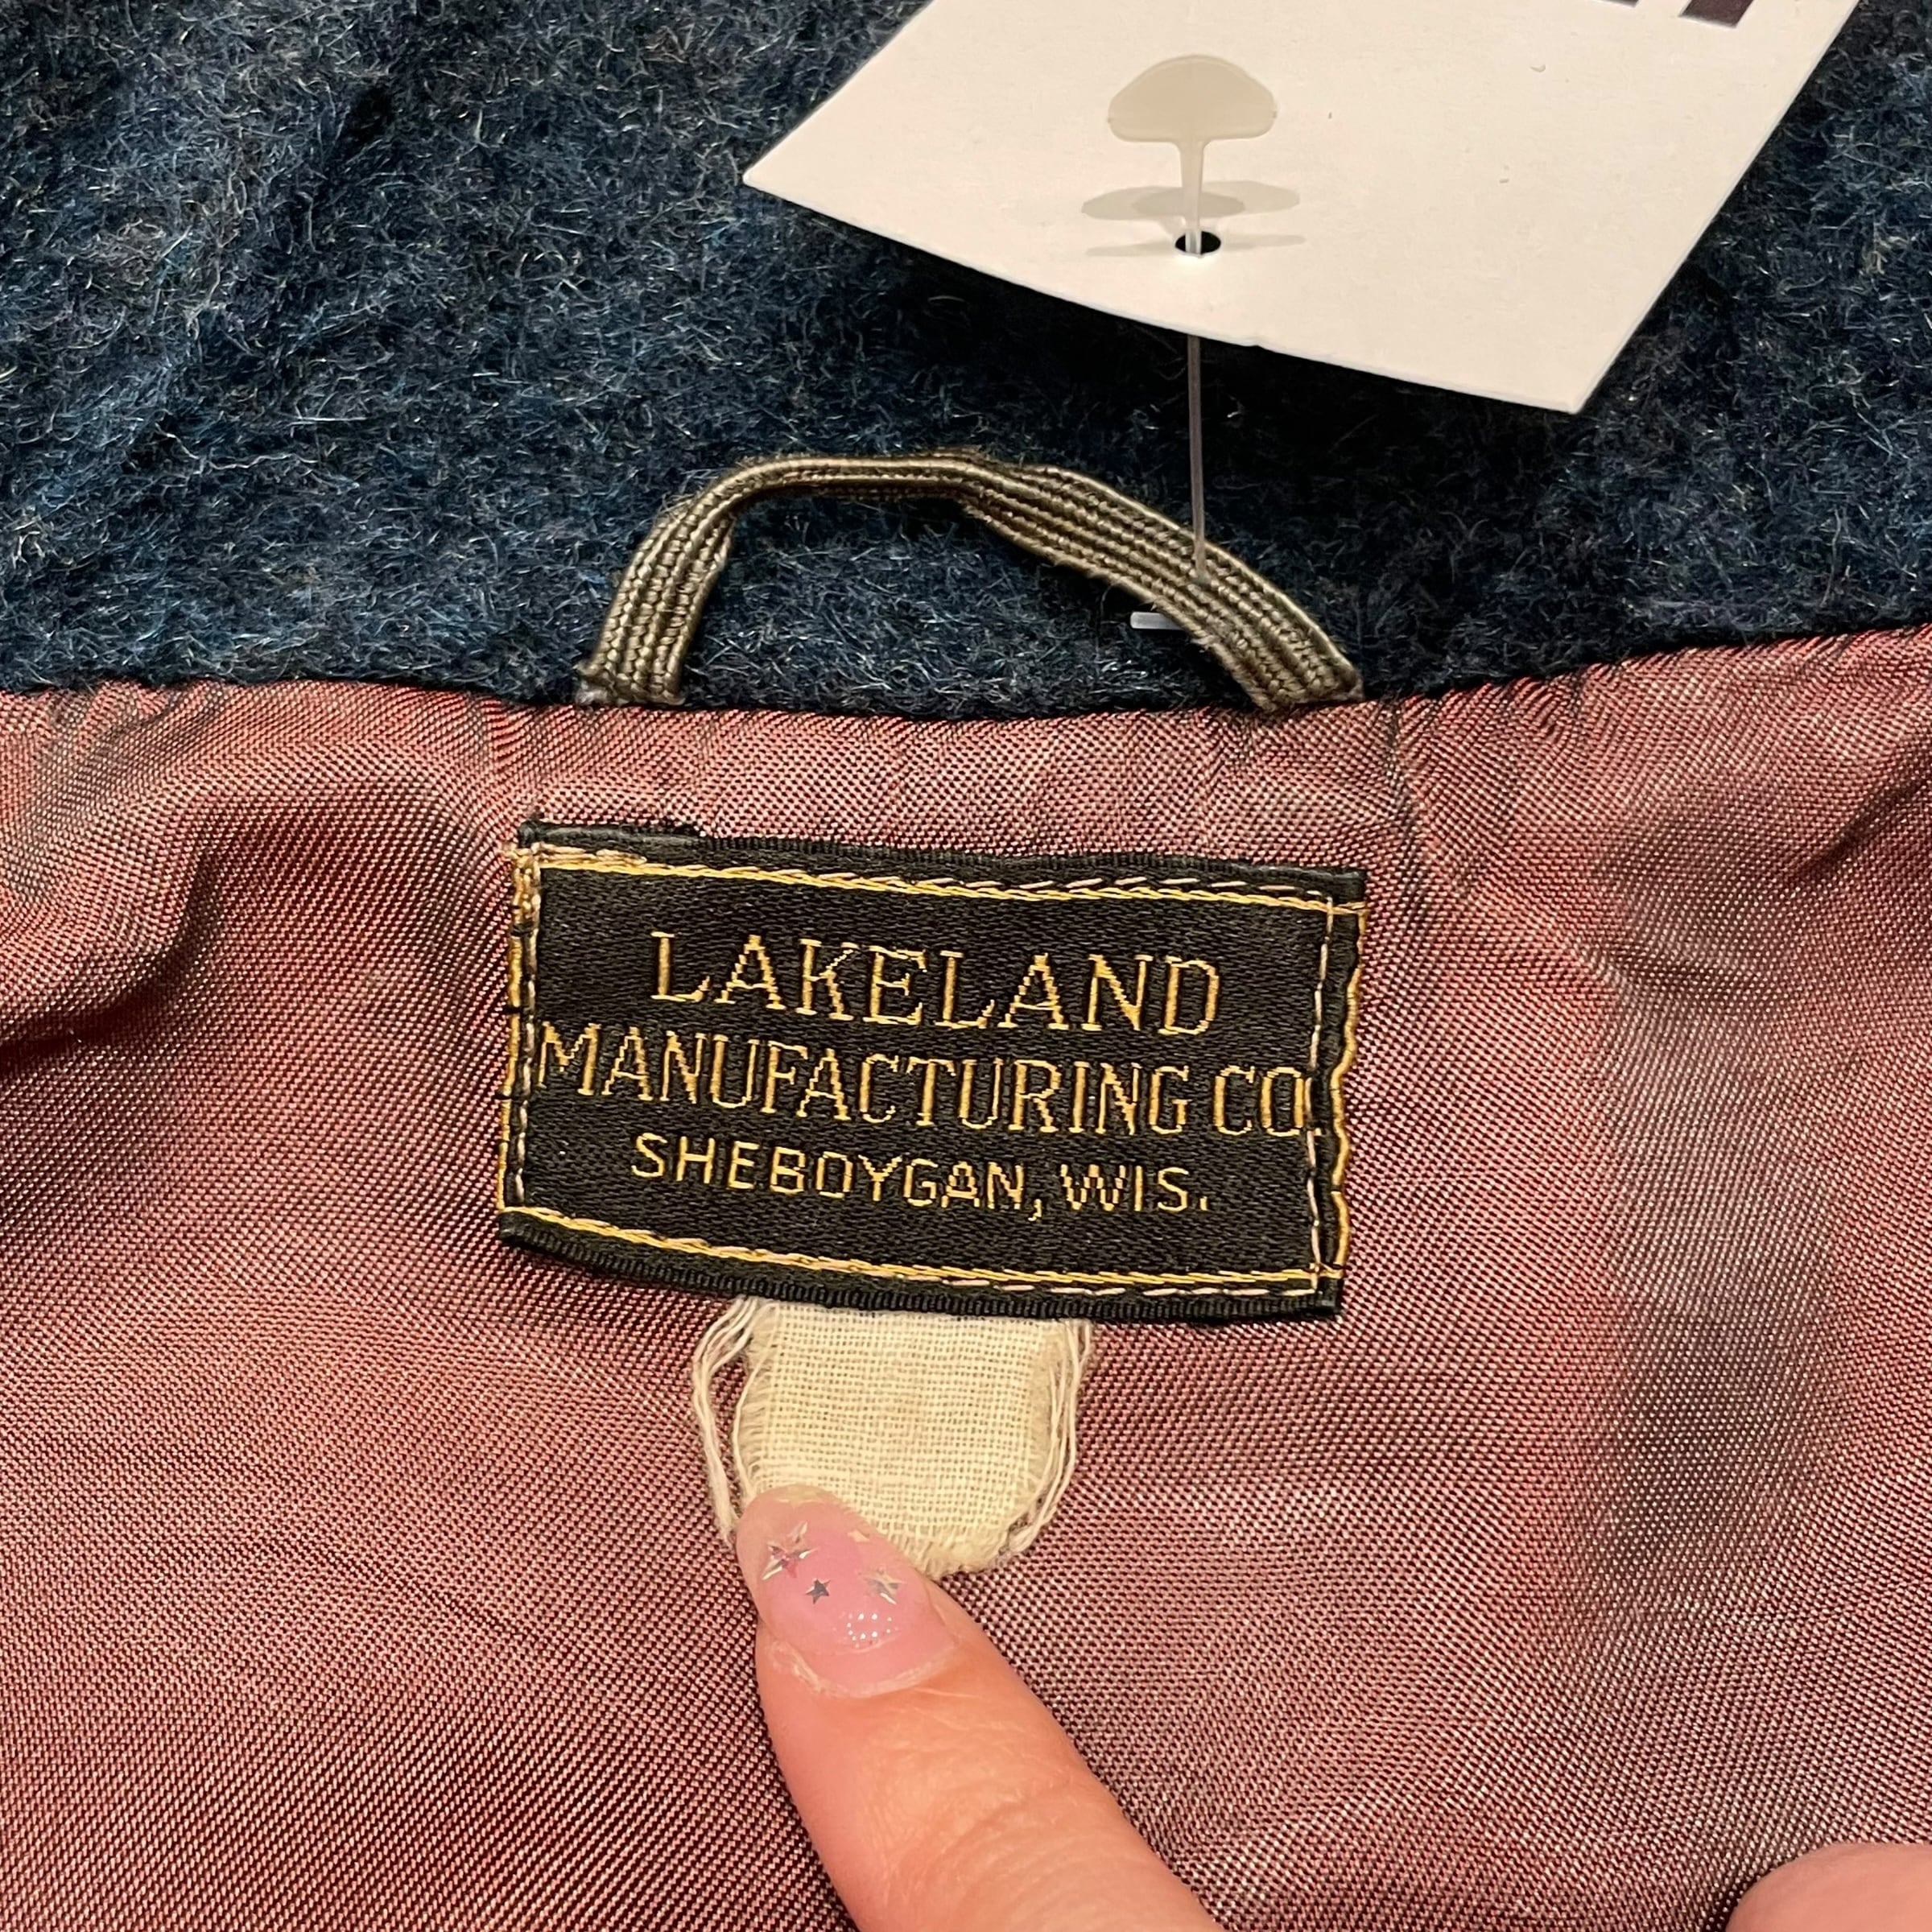 LAKELAND
MANUFACTURING CO.
SHEBOYGAN, WIS.